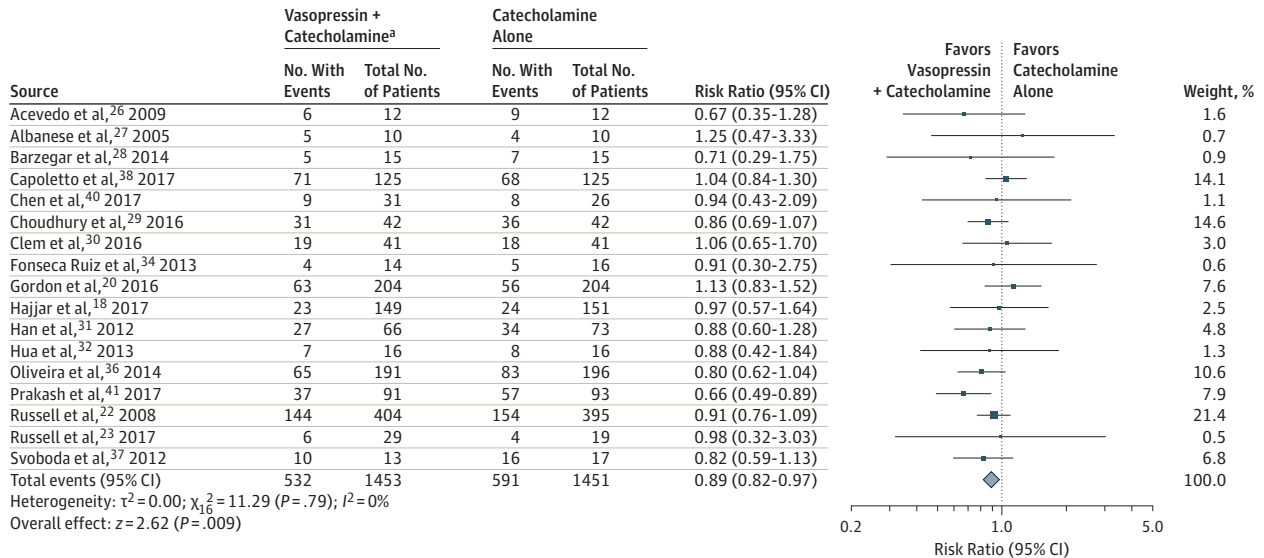 Vasopressin + Catecholamineᵃ Catecholamine Alone
Favors Vasopressin + Catecholamine Favors Catecholamine Alone
Source No. With Events Total No. of Patients No. With Events Total No. of Patients Risk Ratio (95% CI) Weight, %
Acevedo et al,²⁶ 2009 6 12 9 12 0.67 (0.35-1.28) 1.6
Albanese et al,²⁷ 2005 5 10 4 10 1.25 (0.47-3.33) 0.7
Barzegar et al,²⁸ 2014 5 15 7 15 0.71 (0.29-1.75) 0.9
Capoletto et al,³⁸ 2017 71 125 68 125 1.04 (0.84-1.30) 14.1
Chen et al,⁴⁰ 2017 9 31 8 26 0.94 (0.43-2.09) 1.1
Choudhury et al,²⁹ 2016 31 42 36 42 0.86 (0.69-1.07) 14.6
Clem et al,³⁰ 2016 19 41 18 41 1.06 (0.65-1.70) 3.0
Fonseca Ruiz et al,³⁴ 2013 4 14 5 16 0.91 (0.30-2.75) 0.6
Gordon et al,²⁰ 2016 63 204 56 204 1.13 (0.83-1.52) 7.6
Hajjar et al,¹⁸ 2017 23 149 24 151 0.97 (0.57-1.64) 2.5
Han et al,³¹ 2012 27 66 34 73 0.88 (0.60-1.28) 4.8
Hua et al,³² 2013 7 16 8 16 0.88 (0.42-1.84) 1.3
Oliveira et al,³⁶ 2014 65 191 83 196 0.80 (0.62-1.04) 10.6
Prakash et al,⁴¹ 2017 37 91 57 93 0.66 (0.49-0.89) 7.9
Russell et al,²² 2008 144 404 154 395 0.91 (0.76-1.09) 21.4
Russell et al,²³ 2017 6 29 4 19 0.98 (0.32-3.03) 0.5
Svoboda et al,³⁷ 2012 10 13 16 17 0.82 (0.59-1.13) 6.8
Total events (95% CI) 532 1453 591 1451 0.89 (0.82-0.97) 100.0
Heterogeneity: τ²=0.00; χ₁₆²=11.29 (P=.79); I²=0%
Overall effect: z=2.62 (P=.009)
0.2 1.0 5.0
Risk Ratio (95% CI)